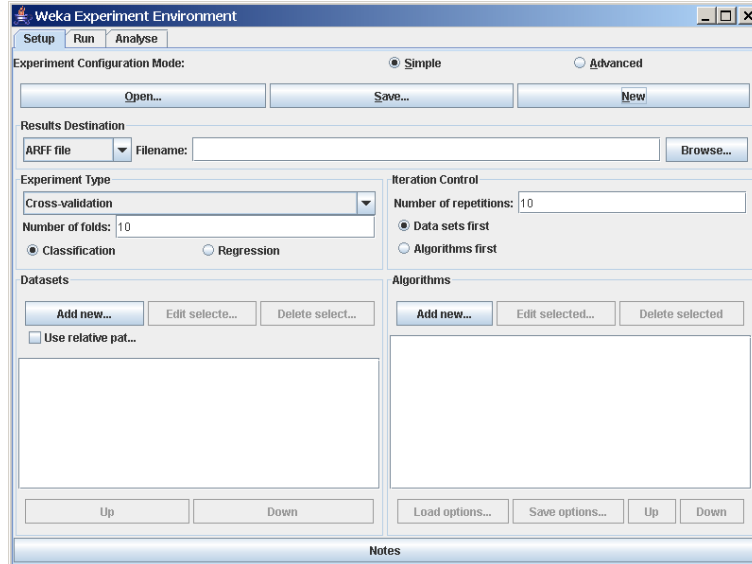 Weka Experiment Environment
Setup Run Analyse
Experiment Configuration Mode: Simple Advanced
Open... Save... New
Results Destination
ARFF file Filename: Browse...
Experiment Type
Cross-validation
Number of folds: 10
Classification Regression
Iteration Control
Number of repetitions: 10
Data sets first
Algorithms first
Datasets
Add new... Edit selecte... Delete select...
Use relative pat...
Up Down
Algorithms
Add new... Edit selected... Delete selected
Load options... Save options... Up Down
Notes